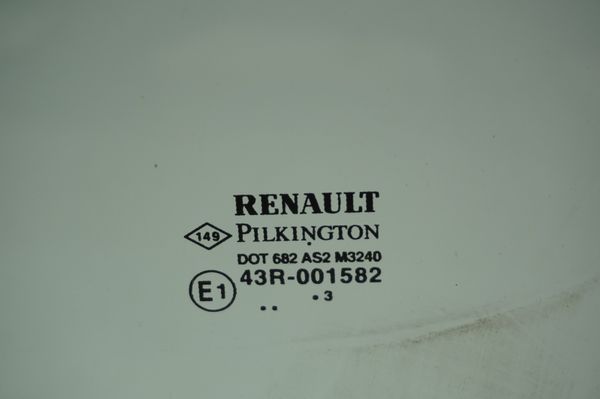 RENAULT
149 PILKINGTON
DOT 682 AS2 M3240
E1 43R-001582
.. .3